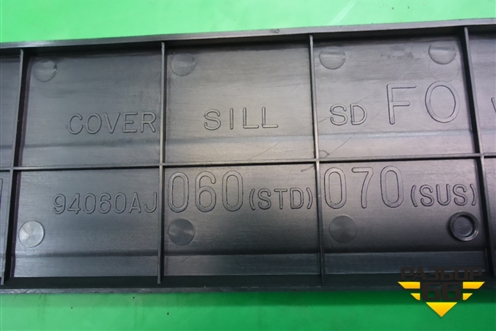 COVER SILL SD FO
94060AJ 060 (STD) 070 (SUS)